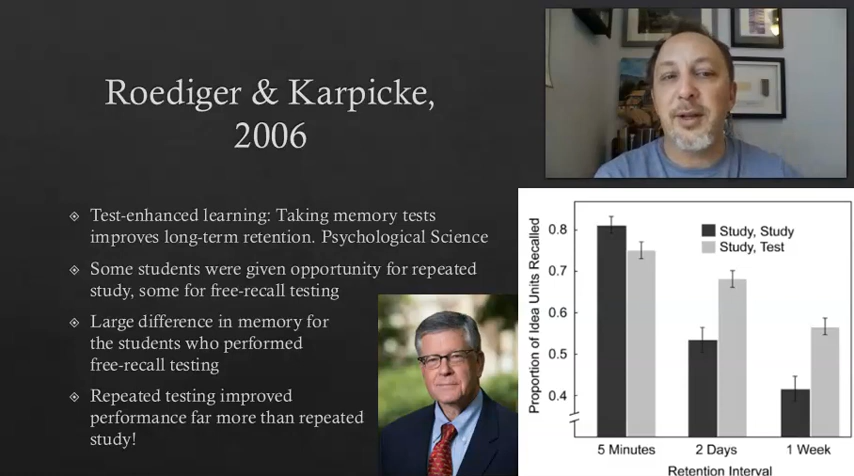 Roediger & Karpicke,
2006
Test-enhanced learning: Taking memory tests
improves long-term retention. Psychological Science
Some students were given opportunity for repeated
study, some for free-recall testing
Large difference in memory for
the students who performed
free-recall testing
Repeated testing improved
performance far more than repeated
study!
Proportion of Idea Units Recalled
0.8
0.7
0.6
0.5
0.4
Study, Study
Study, Test
5 Minutes
2 Days
1 Week
Retention Interval